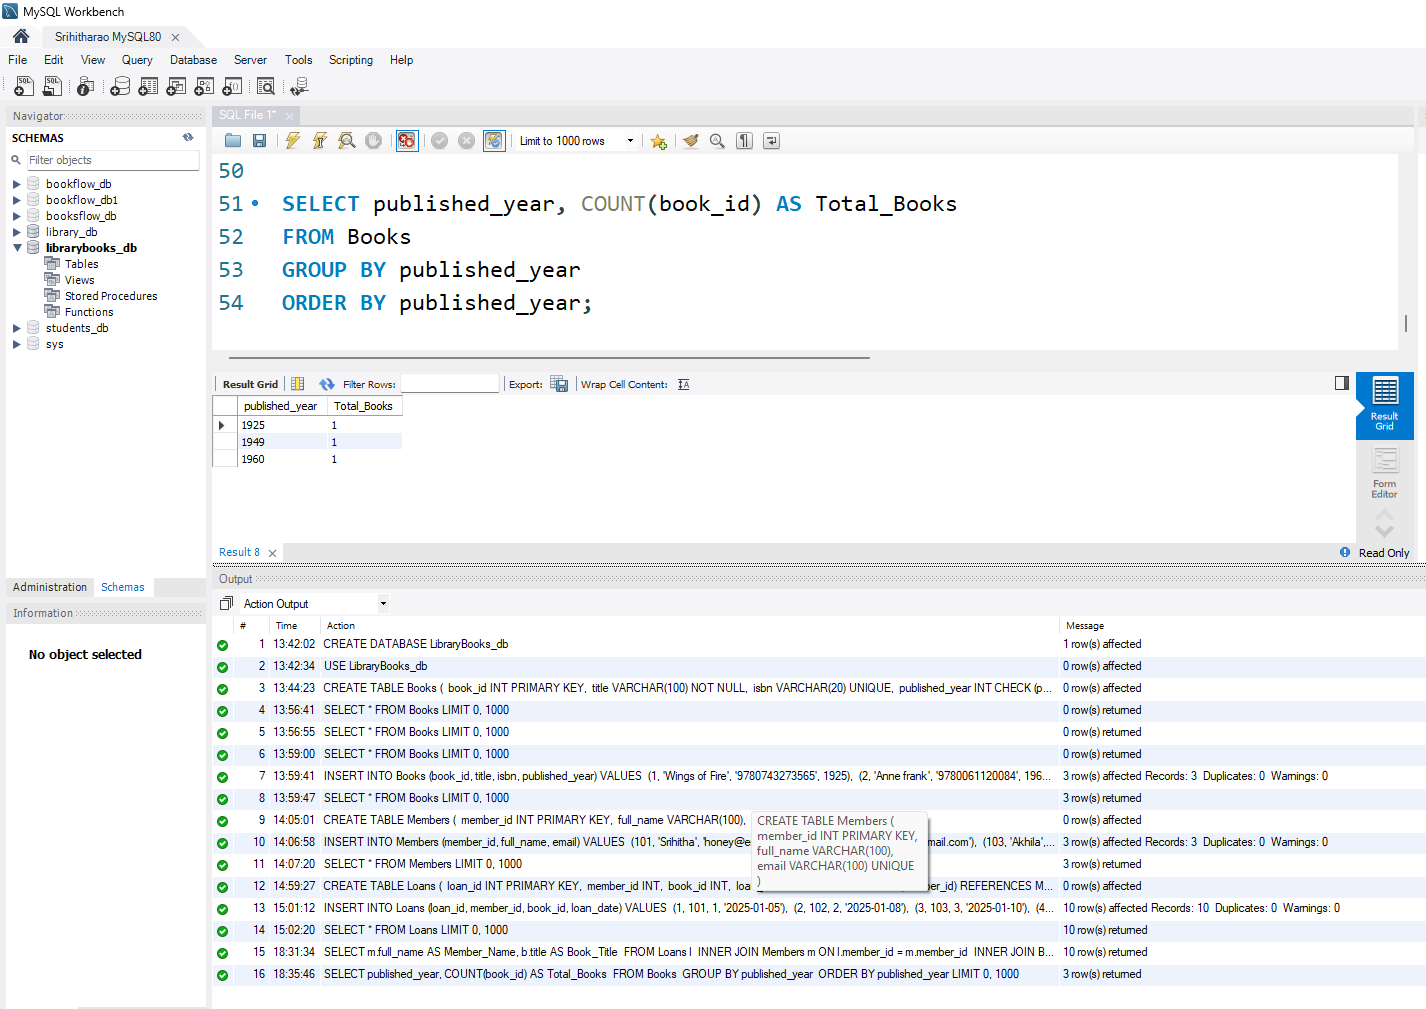 MySQL Workbench
Srihitharao MySQL80
File Edit View Query Database Server Tools Scripting Help
Navigator
SCHEMAS
Filter objects
bookflow_db
bookflow_db1
booksflow_db
library_db
librarybooks_db
Tables
Views
Stored Procedures
Functions
students_db
sys
Administration Schemas
Information
No object selected
SQL File 1*
Limit to 1000 rows
50
51 SELECT published_year, COUNT(book_id) AS Total_Books
52 FROM Books
53 GROUP BY published_year
54 ORDER BY published_year;
Result Grid Filter Rows: Export: Wrap Cell Content:
published_year Total_Books
1925 1
1949 1
1960 1
Result Grid
Form Editor
Result 8
Read Only
Output
Action Output
# Time Action Message
1 13:42:02 CREATE DATABASE LibraryBooks_db 1 row(s) affected
2 13:42:34 USE LibraryBooks_db 0 row(s) affected
3 13:44:23 CREATE TABLE Books ( book_id INT PRIMARY KEY, title VARCHAR(100) NOT NULL, isbn VARCHAR(20) UNIQUE, published_year INT CHECK (p... 0 row(s) affected
4 13:56:41 SELECT * FROM Books LIMIT 0, 1000 0 row(s) returned
5 13:56:55 SELECT * FROM Books LIMIT 0, 1000 0 row(s) returned
6 13:59:00 SELECT * FROM Books LIMIT 0, 1000 0 row(s) returned
7 13:59:41 INSERT INTO Books (book_id, title, isbn, published_year) VALUES (1, 'Wings of Fire', '9780743273565', 1925), (2, 'Anne frank', '9780061120084', 196... 3 row(s) affected Records: 3 Duplicates: 0 Warnings: 0
8 13:59:47 SELECT * FROM Books LIMIT 0, 1000 3 row(s) returned
9 14:05:01 CREATE TABLE Members ( member_id INT PRIMARY KEY, full_name VARCHAR(100), 0 row(s) affected
10 14:06:58 INSERT INTO Members (member_id, full_name, email) VALUES (101, 'Srihitha', 'honey@e mail.com'), (103, 'Akhila',... 3 row(s) affected Records: 3 Duplicates: 0 Warnings: 0
11 14:07:20 SELECT * FROM Members LIMIT 0, 1000 3 row(s) returned
12 14:59:27 CREATE TABLE Loans ( loan_id INT PRIMARY KEY, member_id INT, book_id INT, loa REFERENCES M... 0 row(s) affected
13 15:01:12 INSERT INTO Loans (loan_id, member_id, book_id, loan_date) VALUES (1, 101, 1, '2025-01-05'), (2, 102, 2, '2025-01-08'), (3, 103, 3, '2025-01-10'), (4... 10 row(s) affected Records: 10 Duplicates: 0 Warnings: 0
14 15:02:20 SELECT * FROM Loans LIMIT 0, 1000 10 row(s) returned
15 18:31:34 SELECT m.full_name AS Member_Name, b.title AS Book_Title FROM Loans l INNER JOIN Members m ON l.member_id = m.member_id INNER JOIN B... 10 row(s) returned
16 18:35:46 SELECT published_year, COUNT(book_id) AS Total_Books FROM Books GROUP BY published_year ORDER BY published_year LIMIT 0, 1000 3 row(s) returned
CREATE TABLE Members (
member_id INT PRIMARY KEY,
full_name VARCHAR(100),
email VARCHAR(100) UNIQUE
)